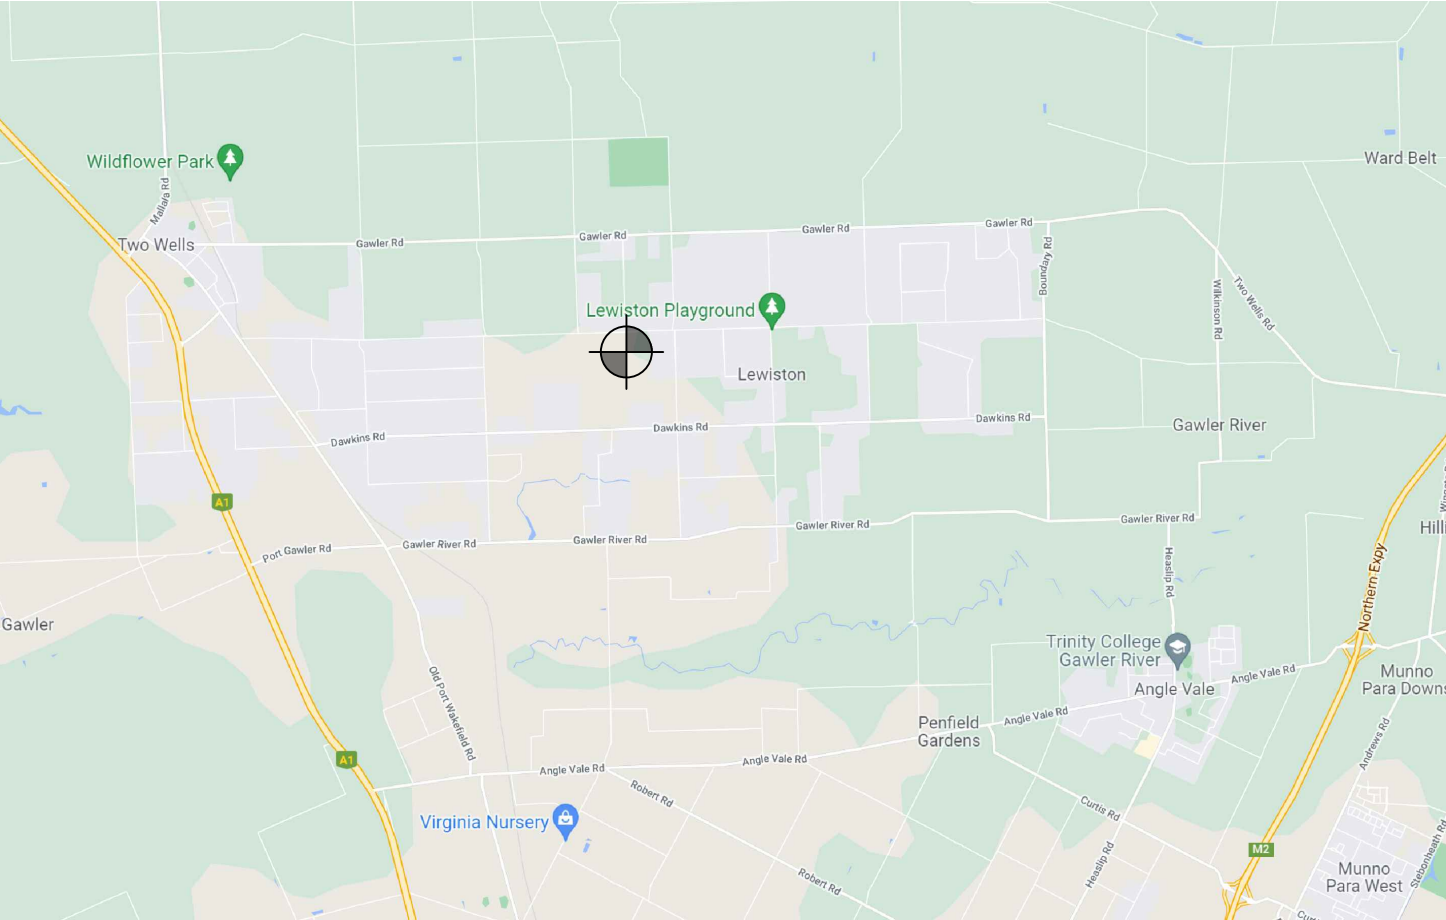 Ward Belt
Wildflower Park
Mallala Rd
Two Wells
Gawler Rd
Gawler Rd
Gawler Rd
Gawler Rd
Boundary Rd
Wilkinson Rd
Two Wells Rd
Lewiston Playground
Lewiston
Dawkins Rd
Dawkins Rd
Dawkins Rd
Gawler River
A1
Gawler River Rd
Gawler River Rd
Gawler River Rd
Gawler River Rd
Port Gawler Rd
Hilli
Heaslip Rd
Northern Expy
Gawler
Trinity College
Gawler River
Angle Vale
Angle Vale Rd
Munno
Para Downs
Old Port Wakefield Rd
Penfield
Gardens
Angle Vale Rd
Andrews Rd
A1
Angle Vale Rd
Angle Vale Rd
Robert Rd
Curtis Rd
Virginia Nursery
M2
Heaslip Rd
Stebonheath Rd
Munno
Para West
Robert Rd
Curtis